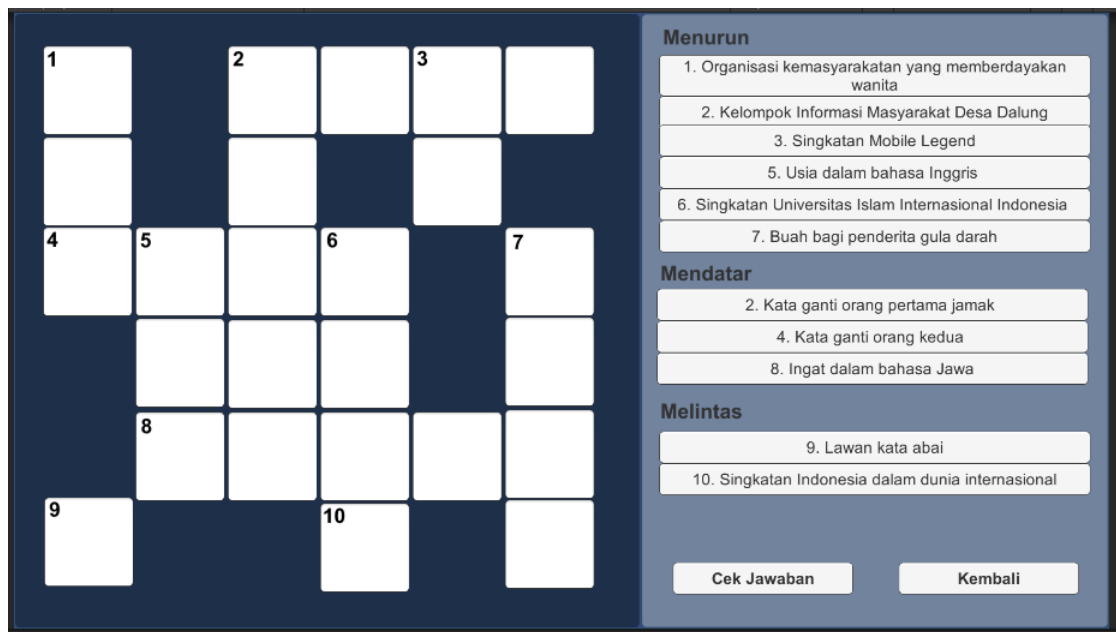 1
2
3
4
5
6
7
8
9
10
Menurun
1. Organisasi kemasyarakatan yang memberdayakan
wanita
2. Kelompok Informasi Masyarakat Desa Dalung
3. Singkatan Mobile Legend
5. Usia dalam bahasa Inggris
6. Singkatan Universitas Islam Internasional Indonesia
7. Buah bagi penderita gula darah
Mendatar
2. Kata ganti orang pertama jamak
4. Kata ganti orang kedua
8. Ingat dalam bahasa Jawa
Melintas
9. Lawan kata abai
10. Singkatan Indonesia dalam dunia internasional
Cek Jawaban
Kembali